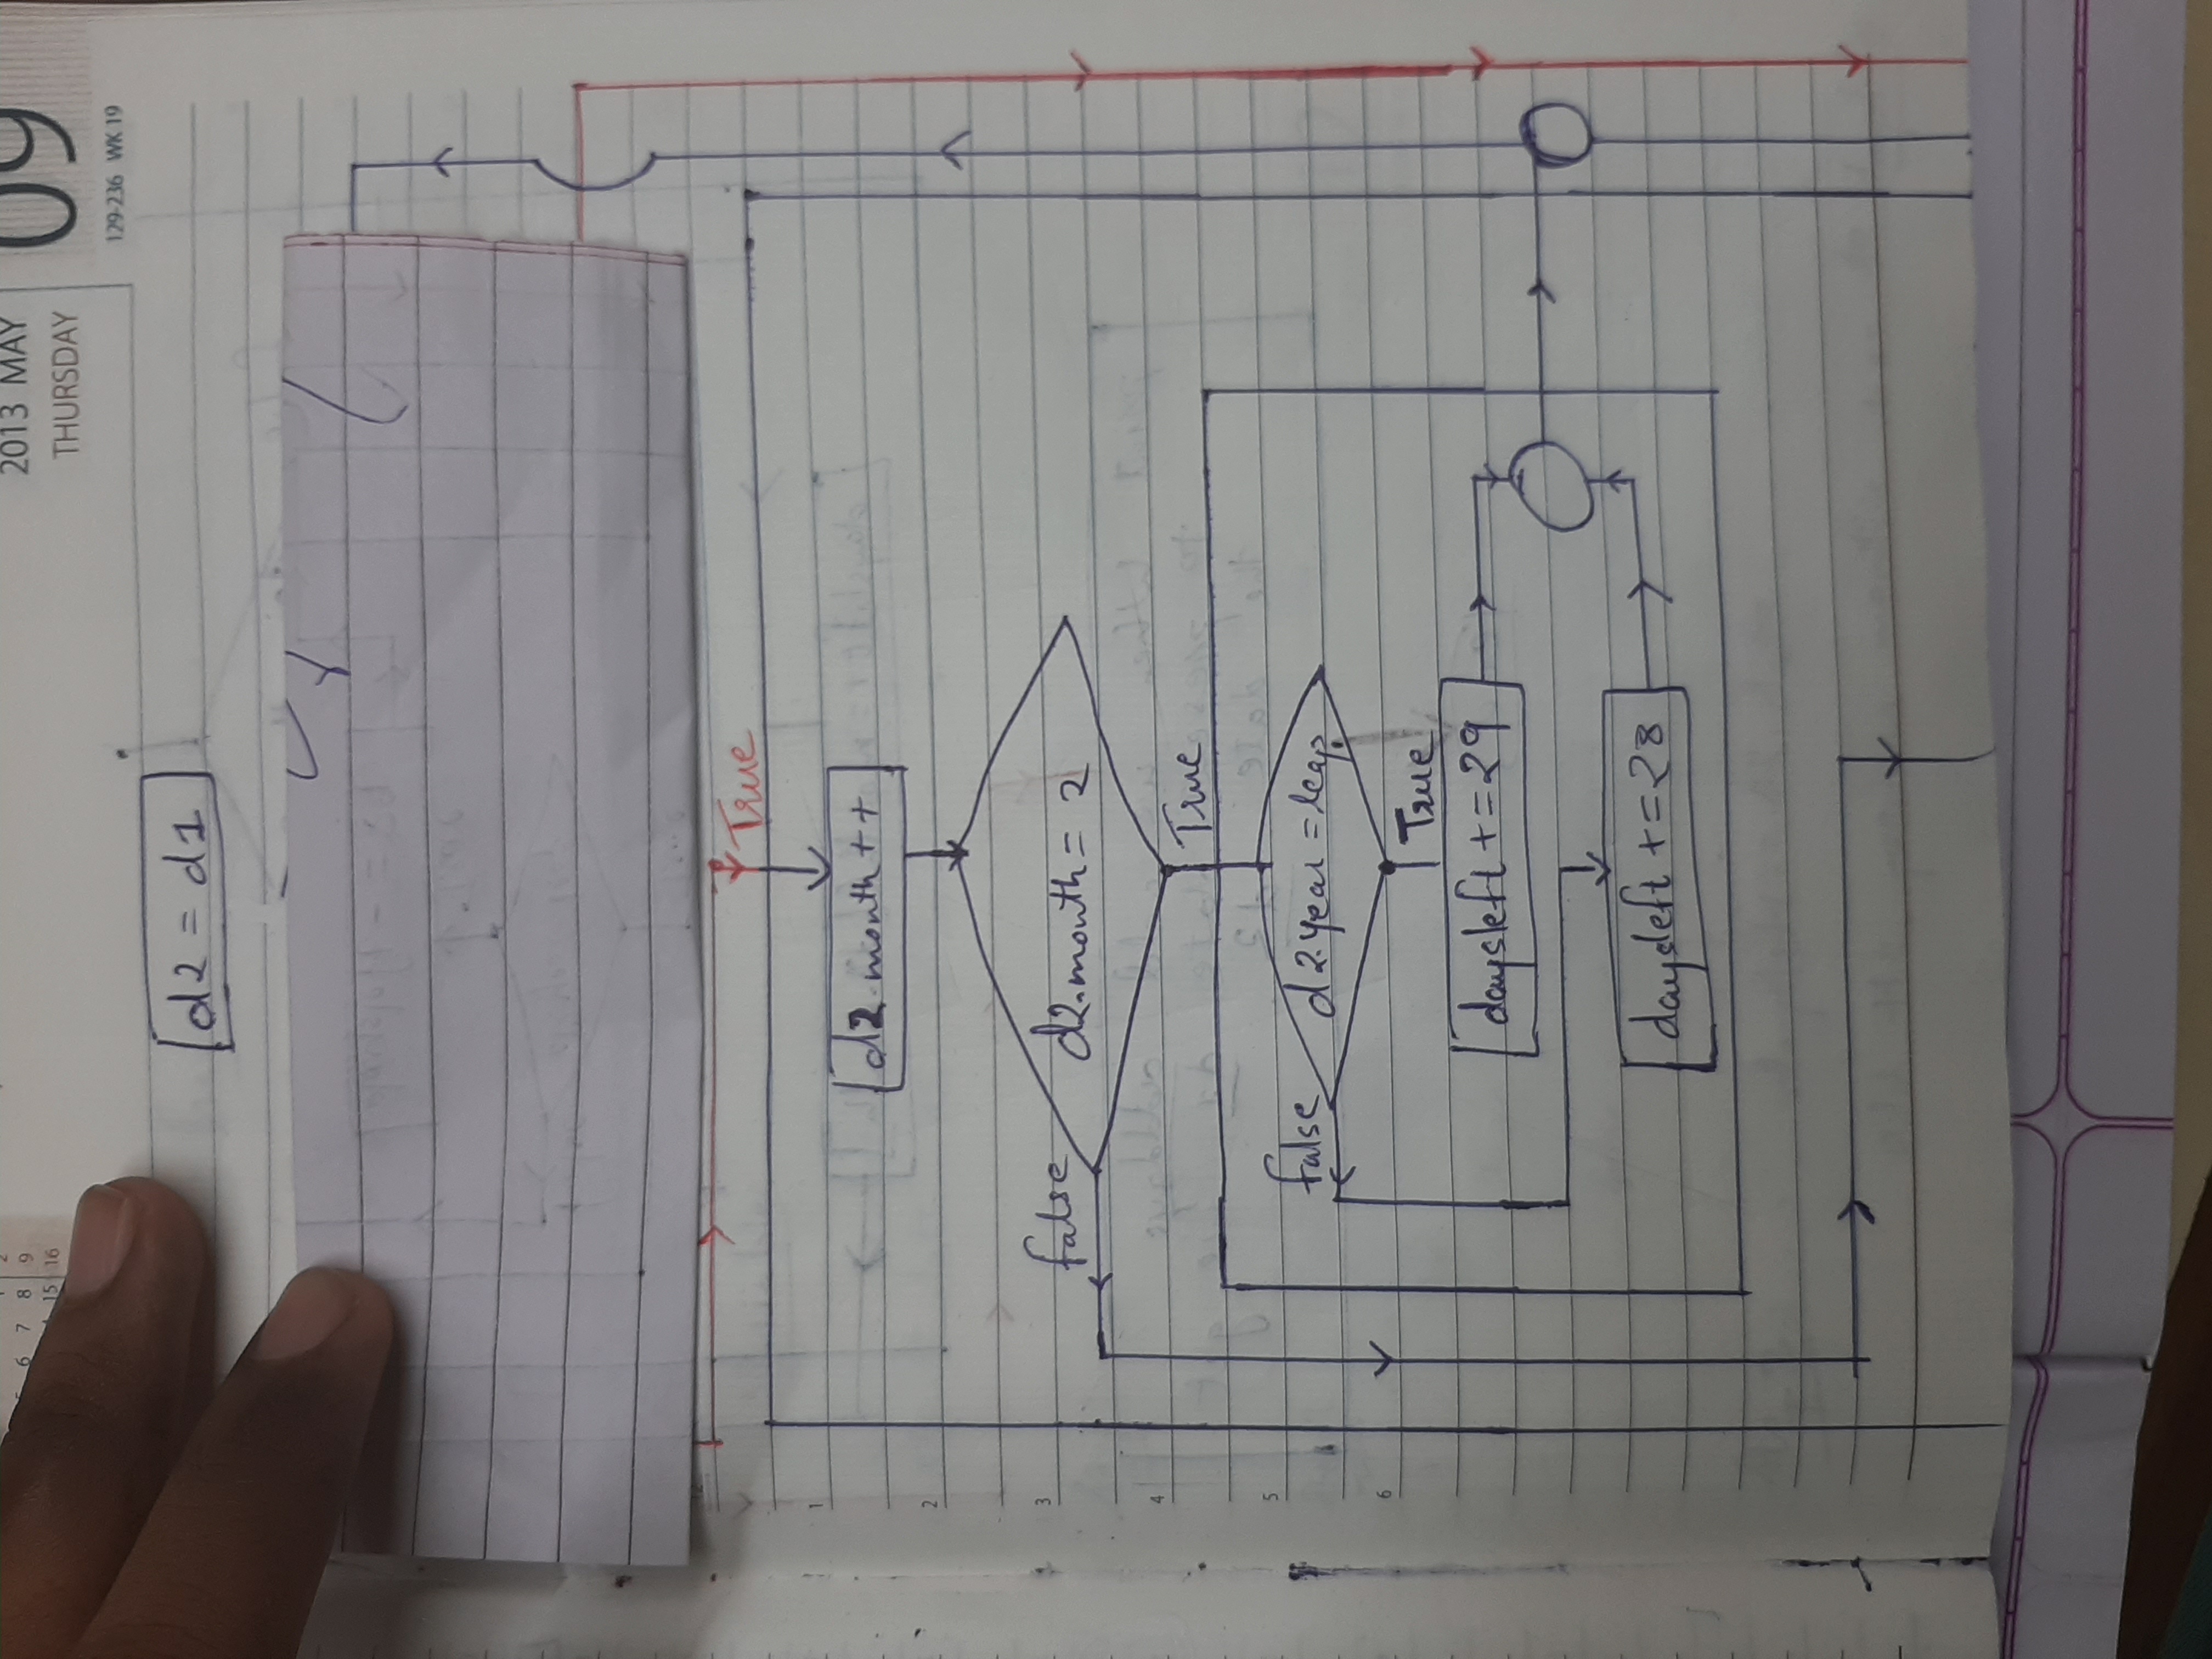 2
6 7 8 9
15 16
2013 MAY
09
THURSDAY
129-236 WK 19
d2 = d1
True
1
d2.month++
2
3
false
d2.month = 2
4
True
5
false
d2.year = leap
6
True
daysleft += 29
daysleft += 28